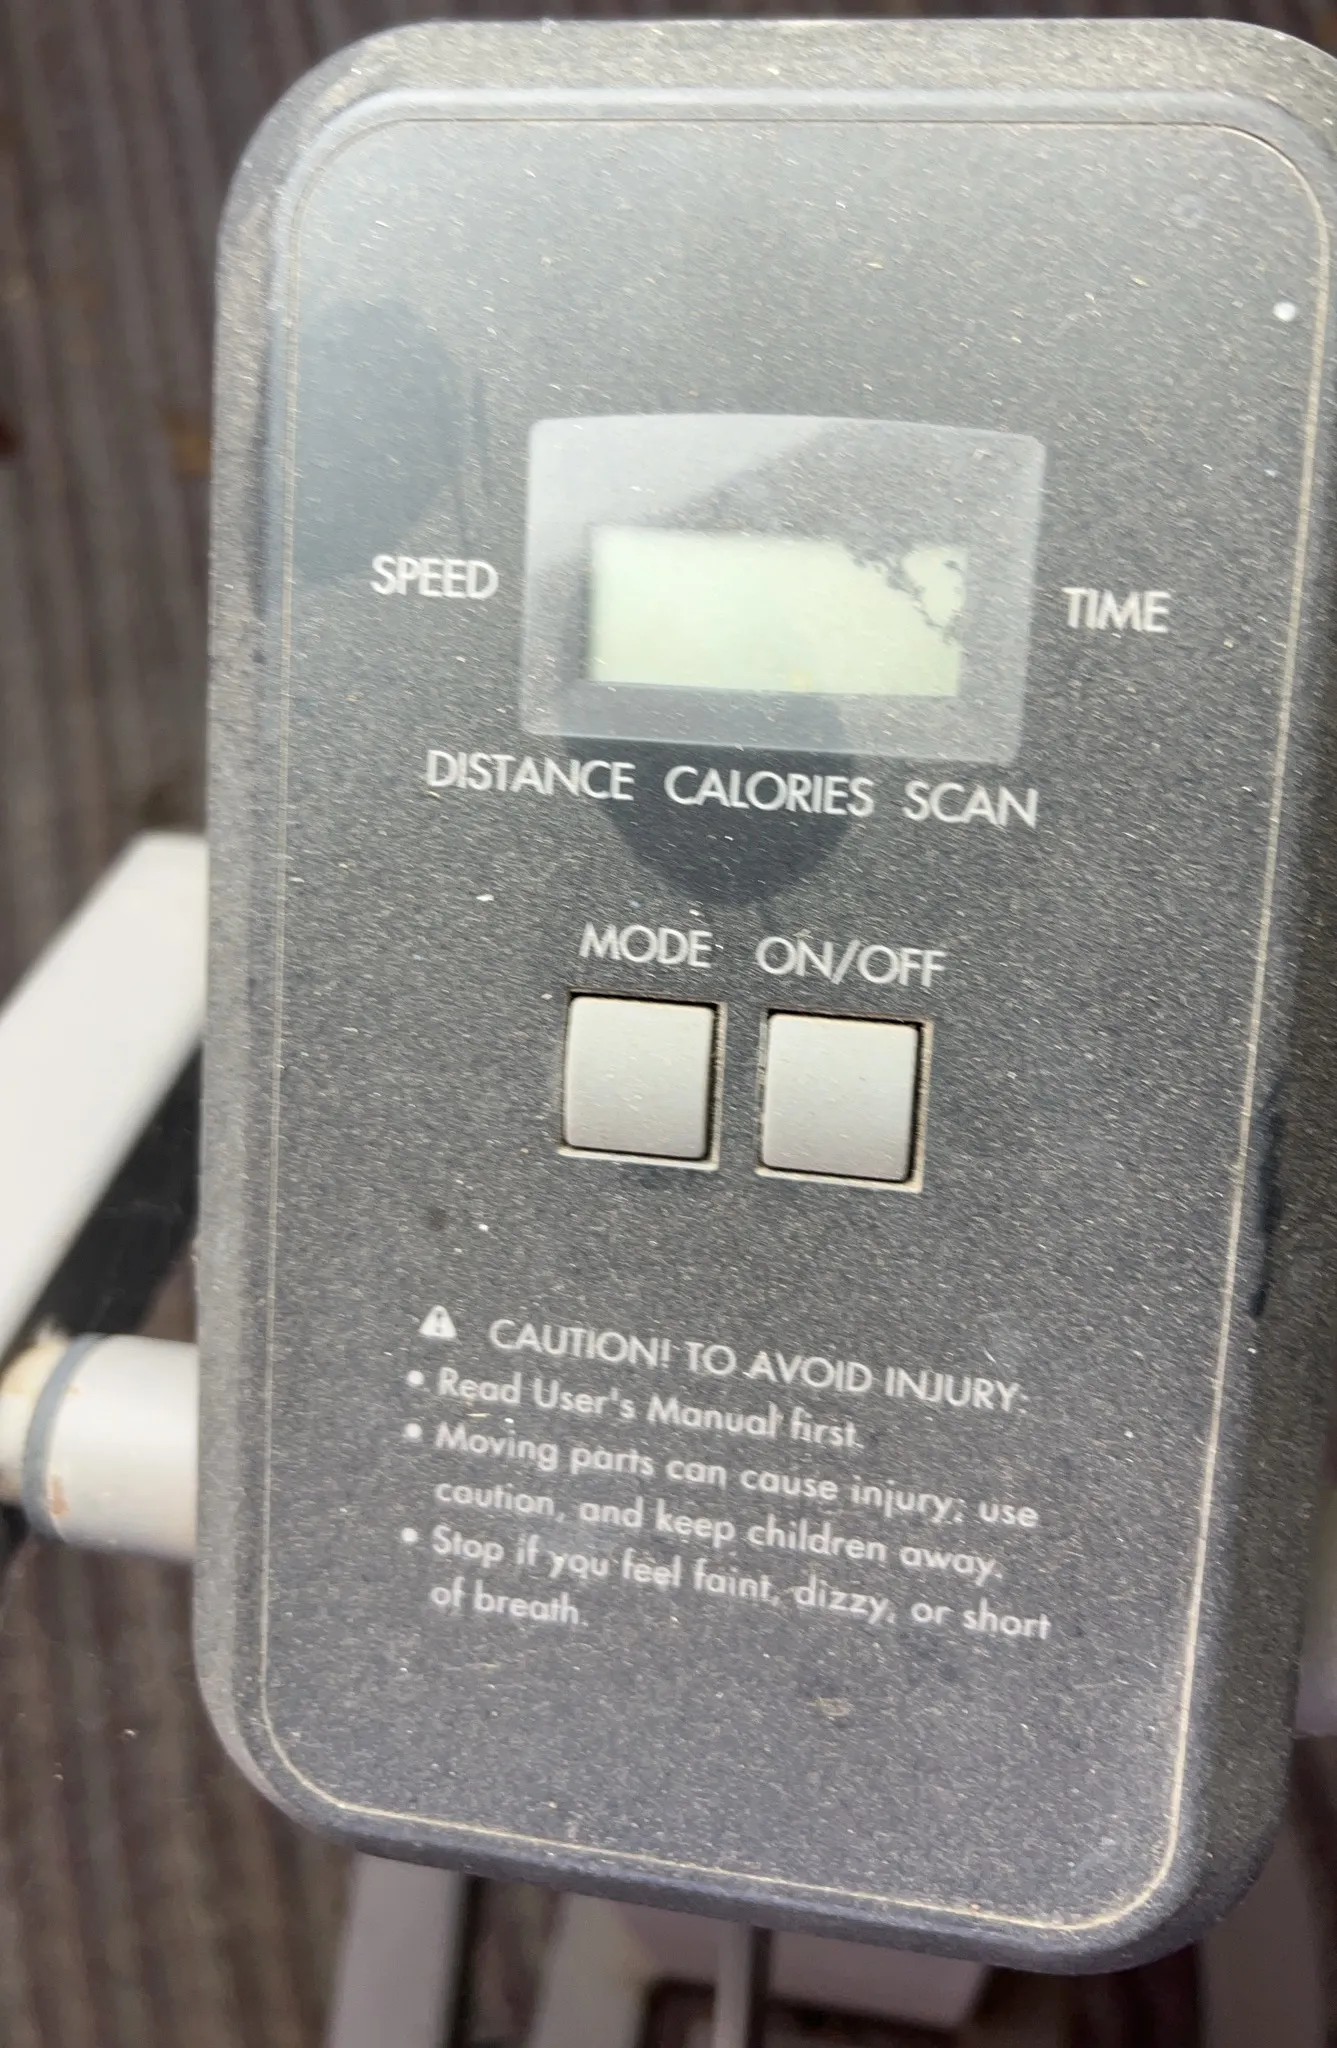 SPEED
TIME
DISTANCE CALORIES SCAN
MODE ON/OFF
CAUTION! TO AVOID INJURY:
• Read User's Manual first.
• Moving parts can cause injury; use
caution, and keep children away.
• Stop if you feel faint, dizzy, or short
of breath.